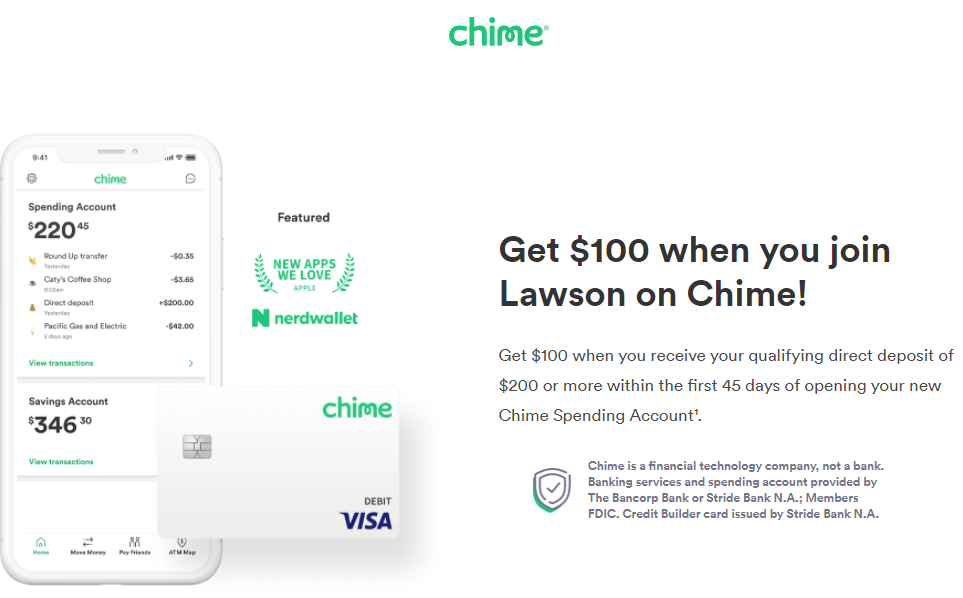 chime®
9:41
chime
Spending Account
$220.45
Round Up transfer
-$0.35
Yesterday
Caty's Coffee Shop
-$3.65
9:02am
Direct deposit
+$200.00
Yesterday
Pacific Gas and Electric
-$42.00
2 days ago
View transactions
Savings Account
$346.30
View transactions
Home
Move Money
Pay Friends
ATM Map
chime
DEBIT
VISA
Featured
NEW APPS
WE LOVE
APPLE
N nerdwallet
Get $100 when you join
Lawson on Chime!
Get $100 when you receive your qualifying direct deposit of
$200 or more within the first 45 days of opening your new
Chime Spending Account¹.
Chime is a financial technology company, not a bank.
Banking services and spending account provided by
The Bancorp Bank or Stride Bank N.A.; Members
FDIC. Credit Builder card issued by Stride Bank N.A.